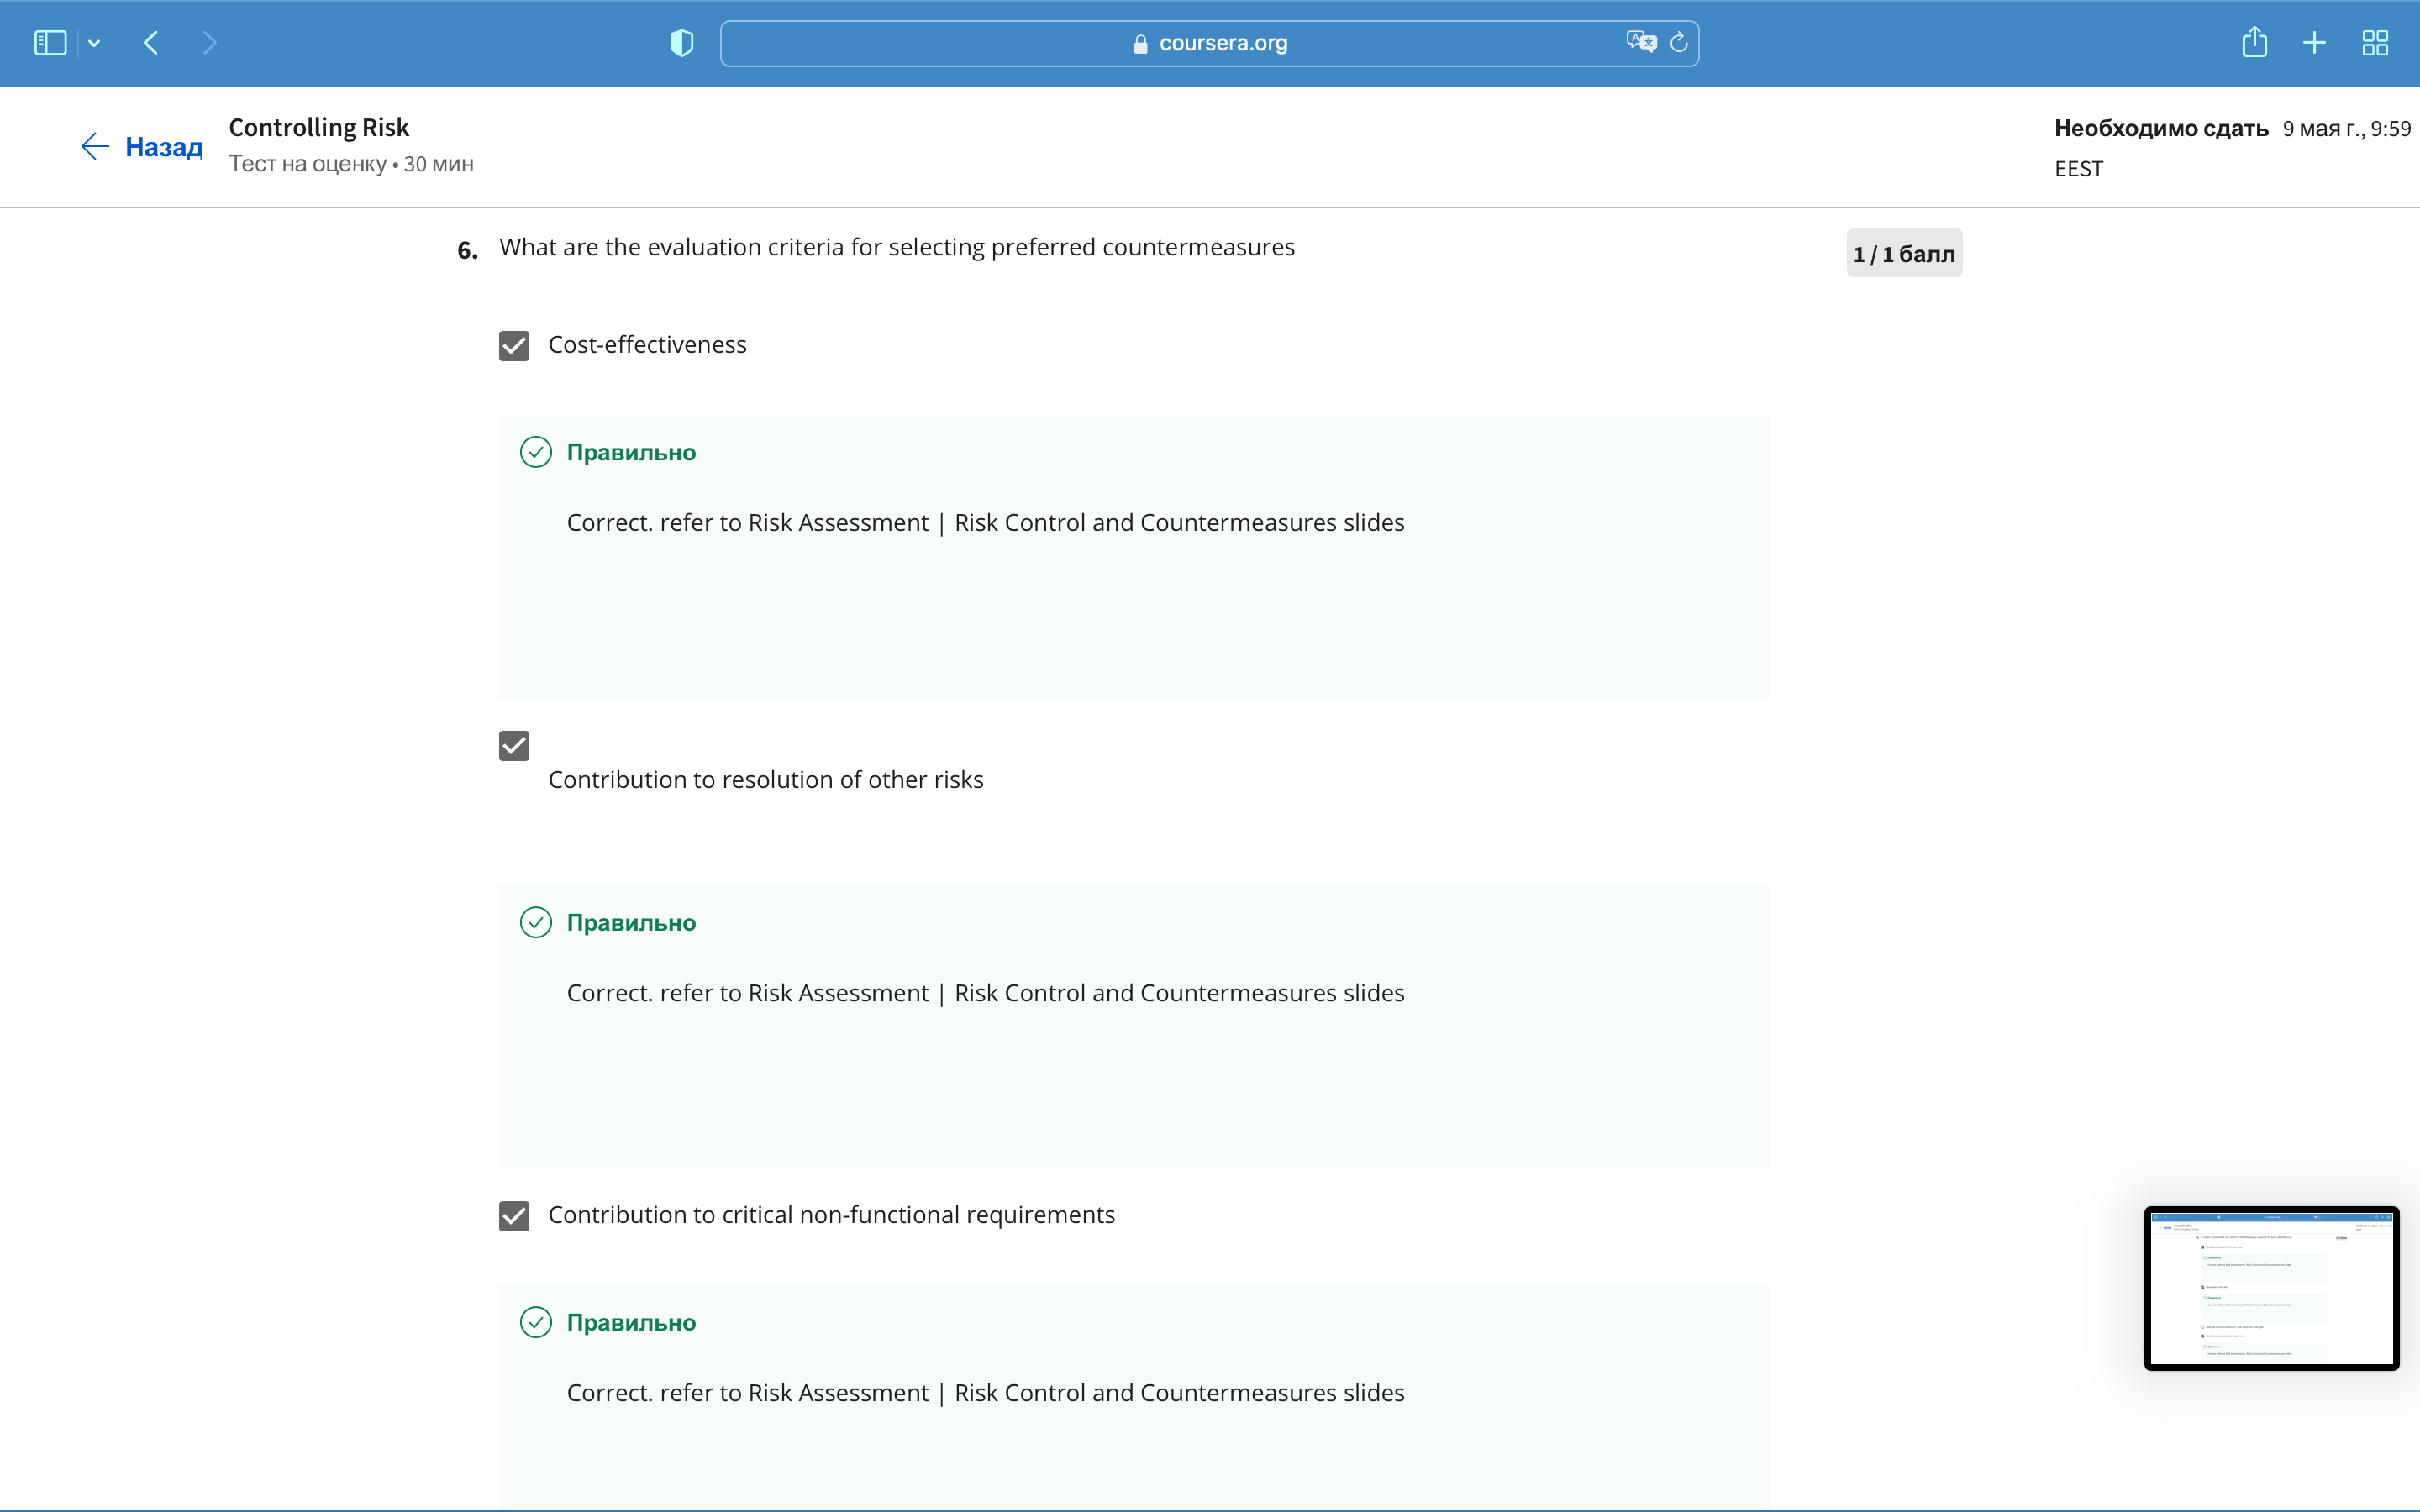 coursera.org
Назад
Controlling Risk
Тест на оценку • 30 мин
Необходимо сдать 9 мая г., 9:59
EEST
6. What are the evaluation criteria for selecting preferred countermeasures
1 / 1 балл
Cost-effectiveness
Правильно
Correct. refer to Risk Assessment | Risk Control and Countermeasures slides
Contribution to resolution of other risks
Правильно
Correct. refer to Risk Assessment | Risk Control and Countermeasures slides
Contribution to critical non-functional requirements
Правильно
Correct. refer to Risk Assessment | Risk Control and Countermeasures slides